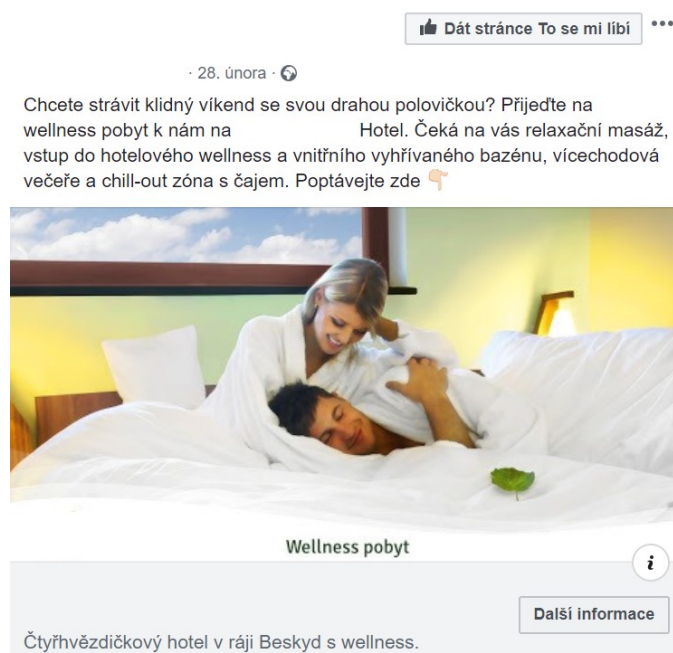 Dát stránce To se mi líbí
· 28. února ·
Chcete strávit klidný víkend se svou drahou polovičkou? Přijeďte na
wellness pobyt k nám na Hotel. Čeká na vás relaxační masáž,
vstup do hotelového wellness a vnitřního vyhřívaného bazénu, vícechodová
večeře a chill-out zóna s čajem. Poptávejte zde 👇🏻
Wellness pobyt
i
Další informace
Čtyřhvězdičkový hotel v ráji Beskyd s wellness.